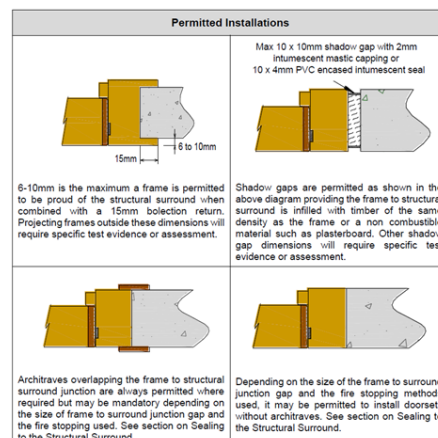 Permitted Installations
6 to 10mm
15mm
6-10mm is the maximum a frame is permitted
to be proud of the structural surround when
combined with a 15mm bolection return.
Projecting frames outside these dimensions will
require specific test evidence or assessment.
Max 10 x 10mm shadow gap with 2mm
intumescent mastic capping or
10 x 4mm PVC encased intumescent seal
Shadow gaps are permitted as shown in the
above diagram providing the frame to structural
surround is infilled with timber of the same
density as the frame or a non combustible
material such as plasterboard. Other shadow
gap dimensions will require specific test
evidence or assessment.
Architraves overlapping the frame to structural
surround junction are always permitted where
required but may be mandatory depending on
the size of frame to surround junction gap and
the fire stopping used. See section on Sealing
to the Structural Surround.
Depending on the size of the frame to surround
junction gap and the fire stopping method
used, it may be permitted to install doorsets
without architraves. See section on Sealing to
the Structural Surround.